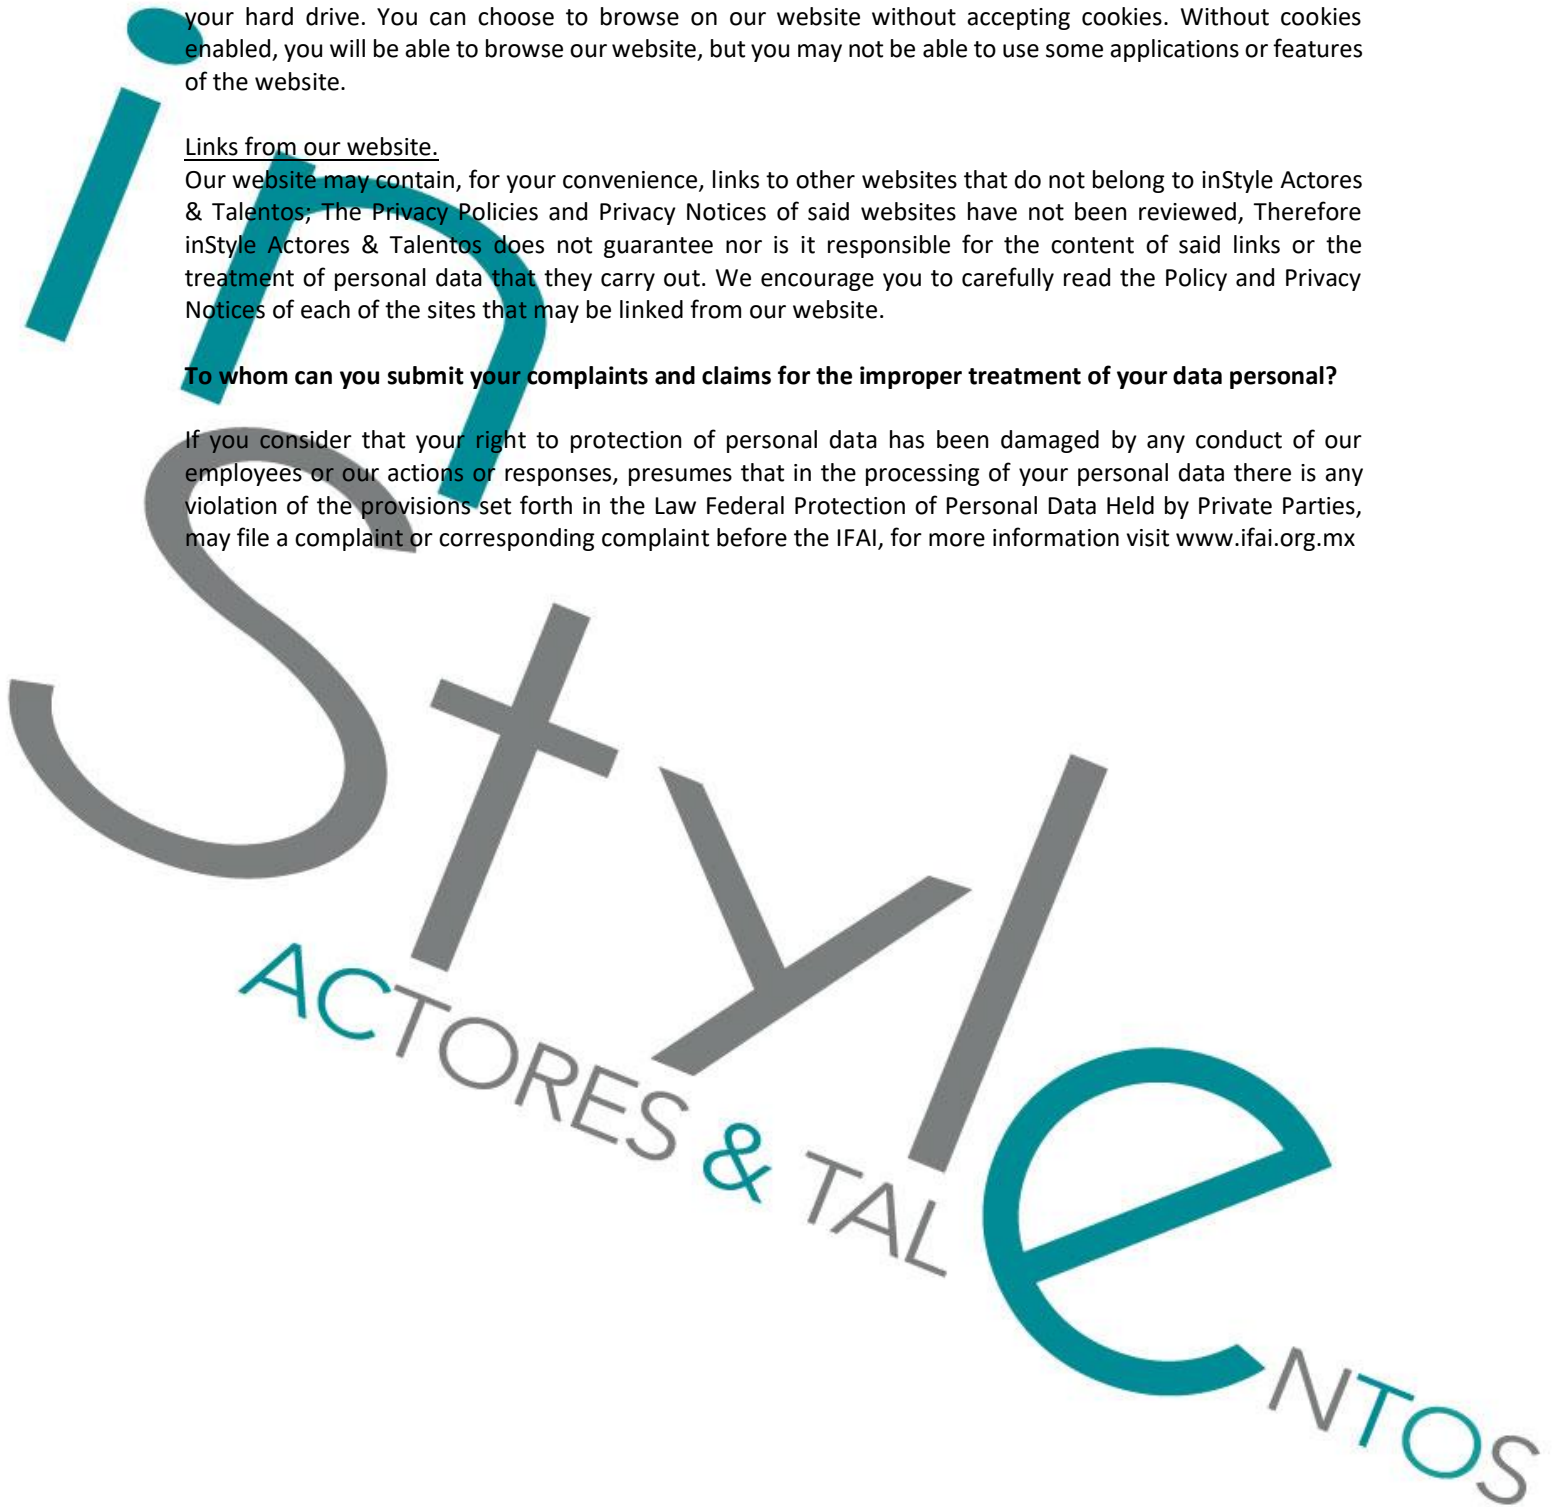 your hard drive. You can choose to browse on our website without accepting cookies. Without cookies
enabled, you will be able to browse our website, but you may not be able to use some applications or features
of the website.
Links from our website.
Our website may contain, for your convenience, links to other websites that do not belong to inStyle Actores
& Talentos; The Privacy Policies and Privacy Notices of said websites have not been reviewed, Therefore
inStyle Actores & Talentos does not guarantee nor is it responsible for the content of said links or the
treatment of personal data that they carry out. We encourage you to carefully read the Policy and Privacy
Notices of each of the sites that may be linked from our website.
To whom can you submit your complaints and claims for the improper treatment of your data personal?
If you consider that your right to protection of personal data has been damaged by any conduct of our
employees or our actions or responses, presumes that in the processing of your personal data there is any
violation of the provisions set forth in the Law Federal Protection of Personal Data Held by Private Parties,
may file a complaint or corresponding complaint before the IFAI, for more information visit www.ifai.org.mx
in
Style
ACTORES & TALENTOS